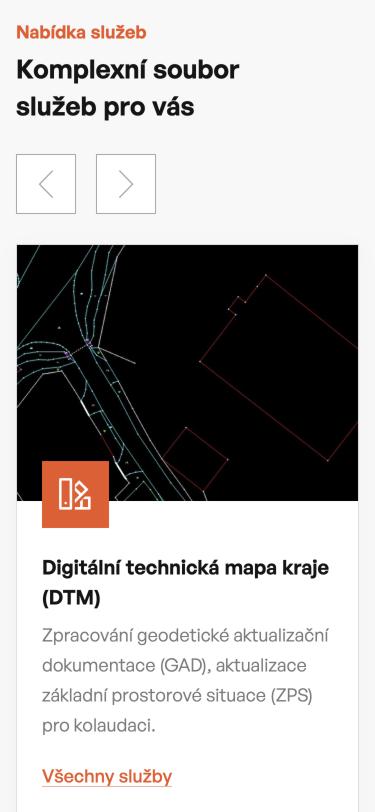 Nabídka služeb
Komplexní soubor
služeb pro vás
Digitální technická mapa kraje
(DTM)
Zpracování geodetické aktualizační
dokumentace (GAD), aktualizace
základní prostorové situace (ZPS)
pro kolaudaci.
Všechny služby